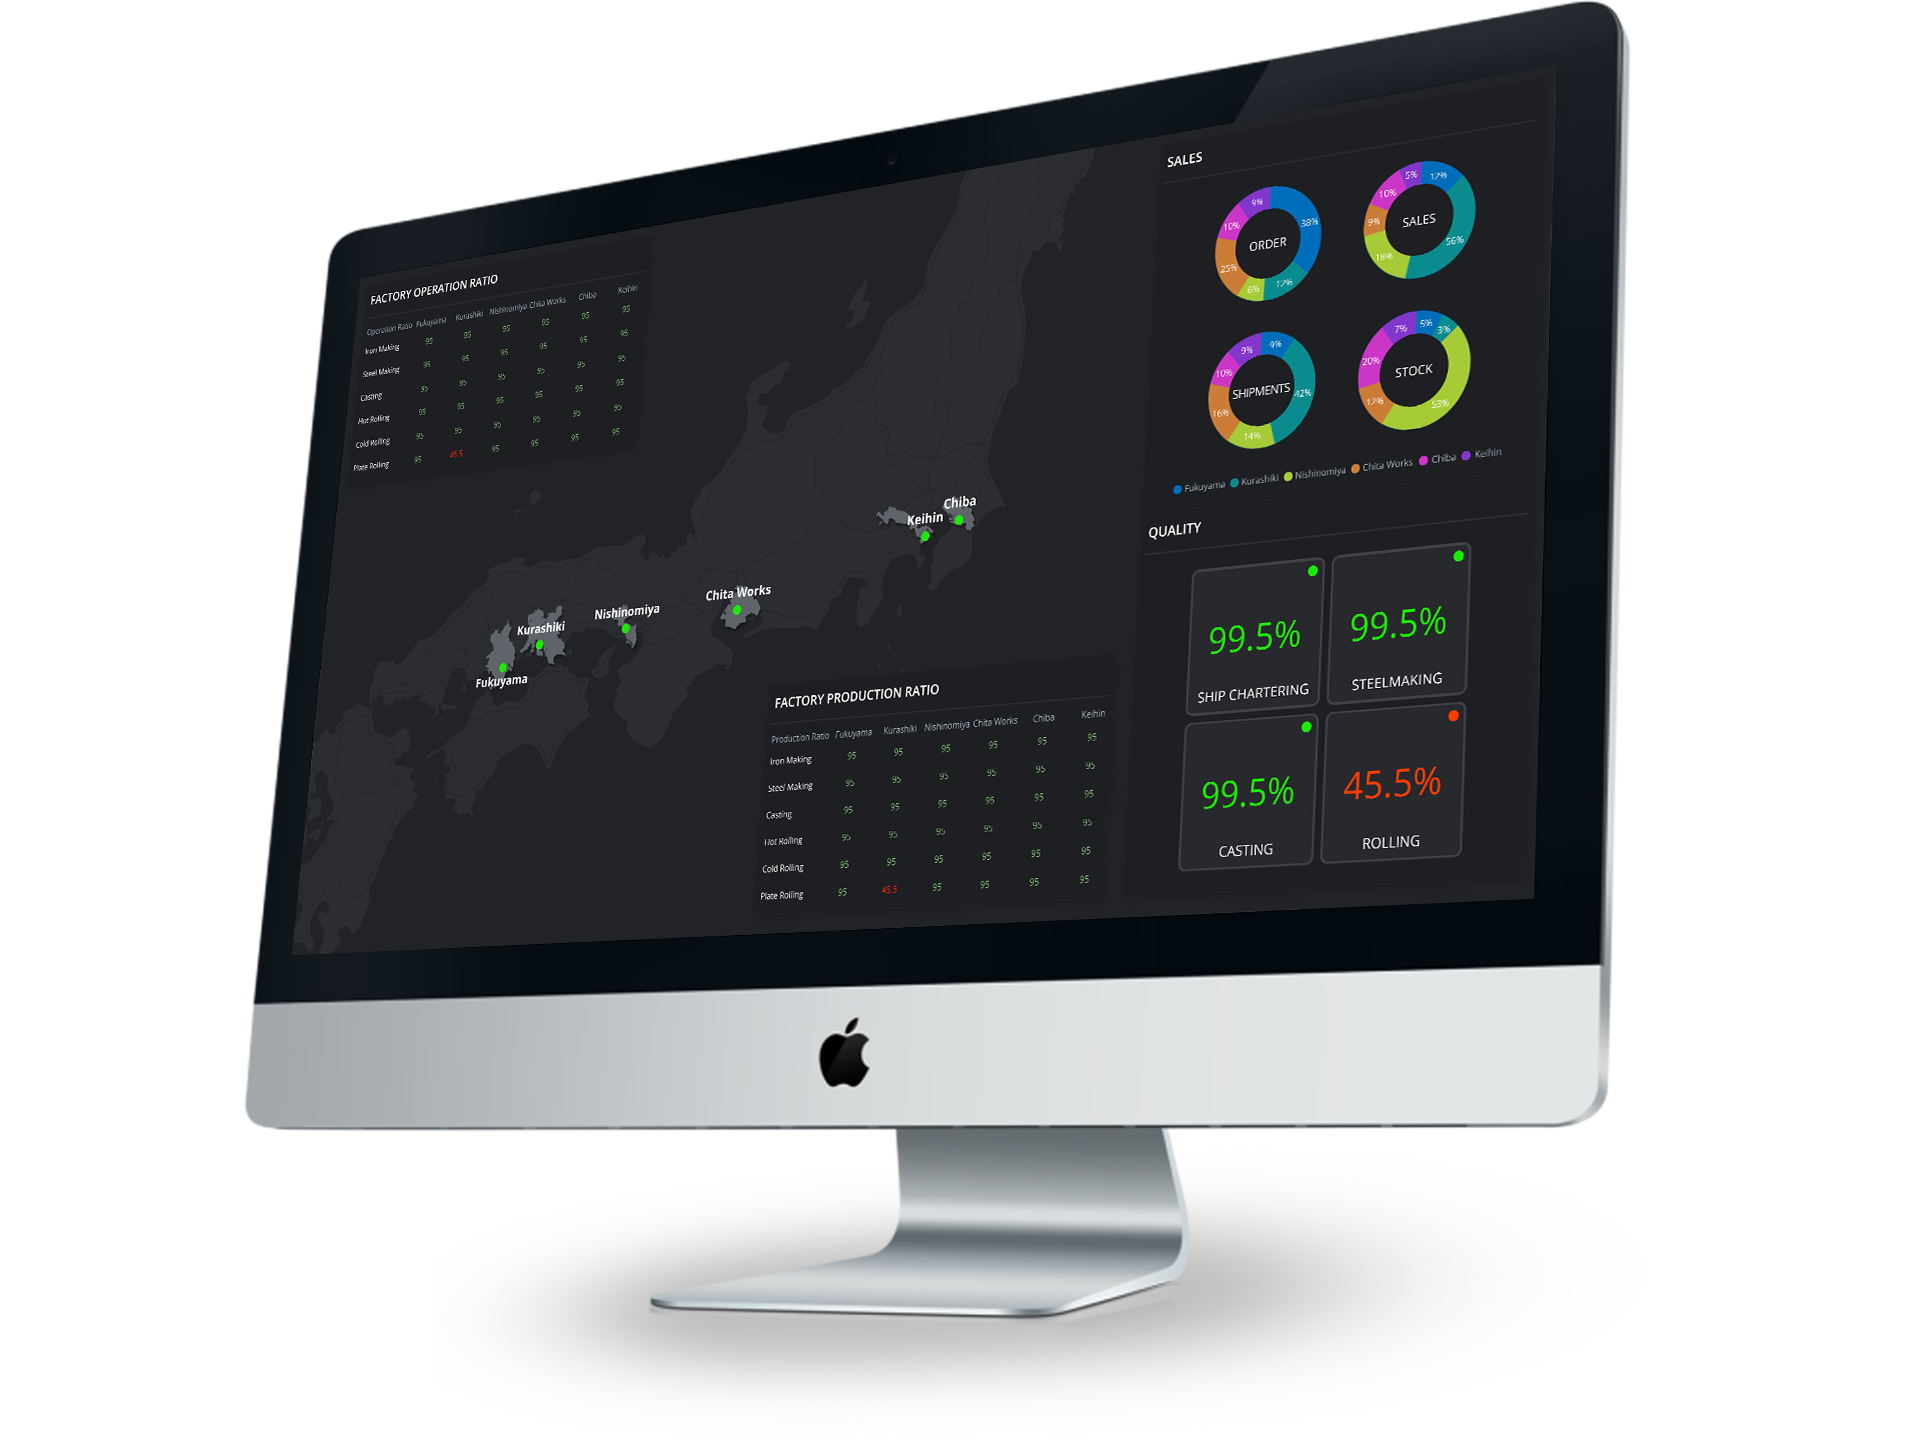 FACTORY OPERATION RATIO
Operation Ratio Fukuyama Kurashiki Nishinomiya Chita Works Chiba Keihin
Iron Making 95 95 95 95 95 95
Steel Making 95 95 95 95 95 95
Casting 95 95 95 95 95 95
Hot Rolling 95 95 95 95 95 95
Cold Rolling 95 95 95 95 95 95
Plate Rolling 95 45.5 95 95 95 95
Chiba
Keihin
Chita Works
Nishinomiya
Kurashiki
Fukuyama
FACTORY PRODUCTION RATIO
Production Ratio Fukuyama Kurashiki Nishinomiya Chita Works Chiba Keihin
Iron Making 95 95 95 95 95 95
Steel Making 95 95 95 95 95 95
Casting 95 95 95 95 95 95
Hot Rolling 95 95 95 95 95 95
Cold Rolling 95 95 95 95 95 95
Plate Rolling 95 45.5 95 95 95 95
SALES
ORDER
38%
12%
6%
25%
10%
9%
SALES
12%
56%
18%
9%
10%
5%
SHIPMENTS
9%
42%
14%
16%
10%
9%
STOCK
5%
3%
53%
12%
20%
7%
Fukuyama Kurashiki Nishinomiya Chita Works Chiba Keihin
QUALITY
99.5%
SHIP CHARTERING
99.5%
STEELMAKING
99.5%
CASTING
45.5%
ROLLING